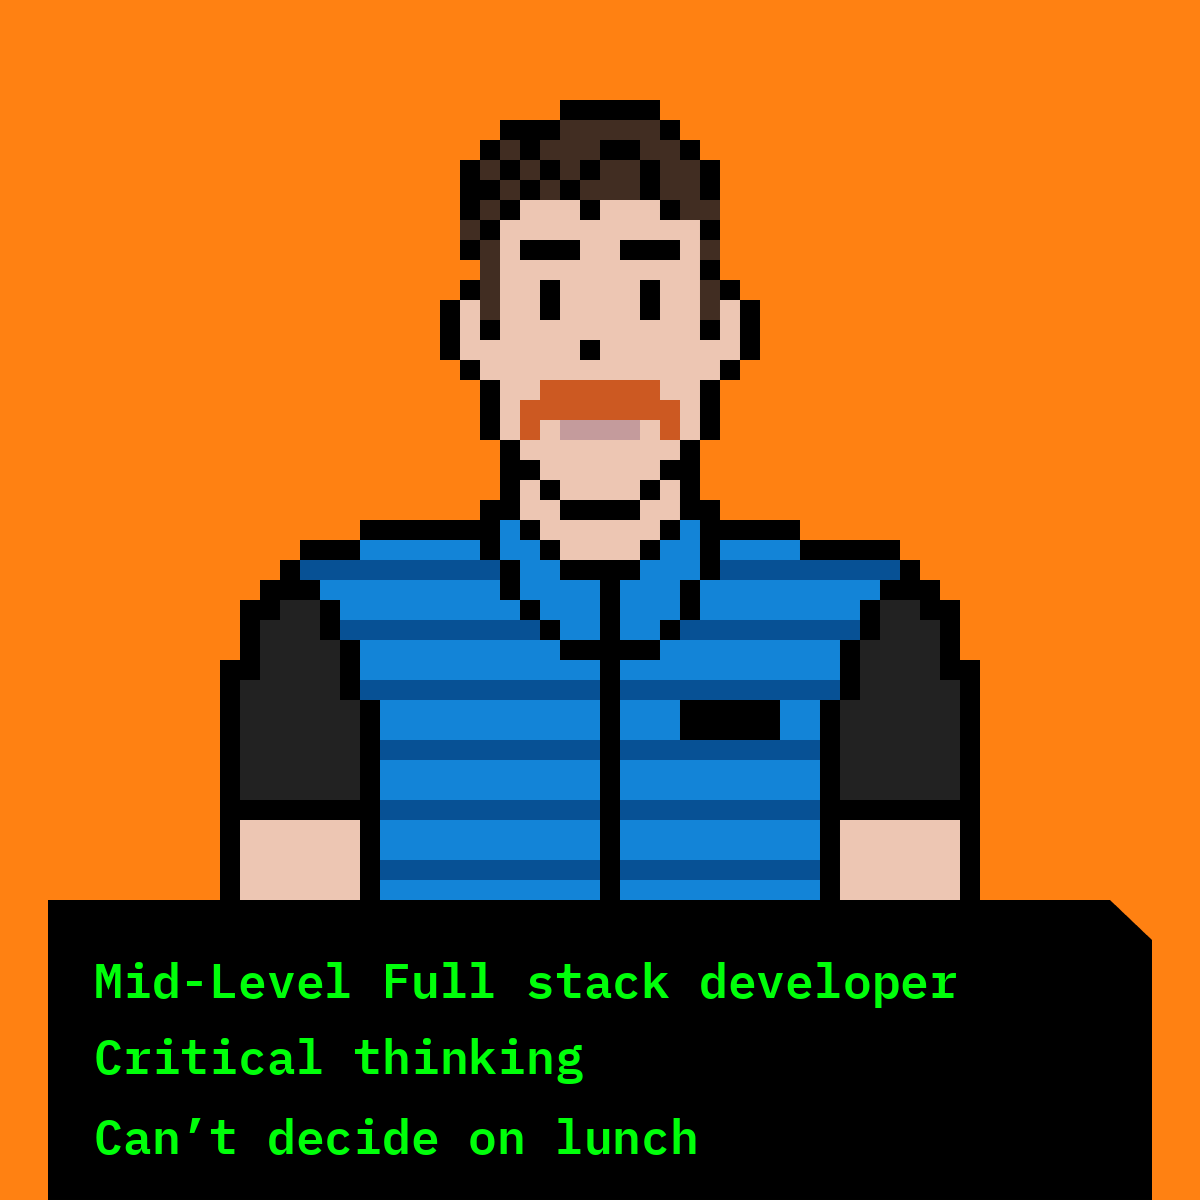 Mid-Level Full stack developer
Critical thinking
Can’t decide on lunch